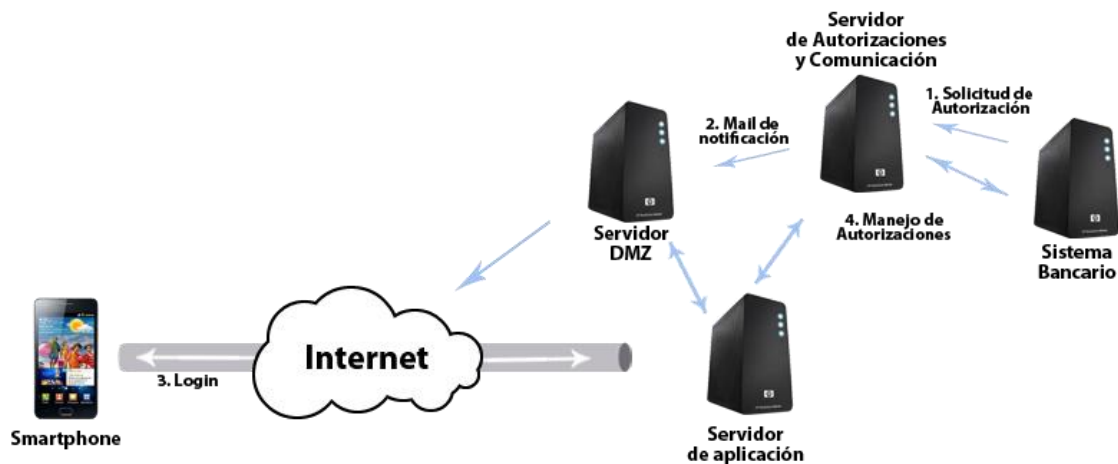 Servidor
de Autorizaciones
y Comunicación
1. Solicitud de
Autorización
2. Mail de
notificación
4. Manejo de
Autorizaciones
Servidor
DMZ
Sistema
Bancario
Internet
3. Login
Smartphone
Servidor
de aplicación